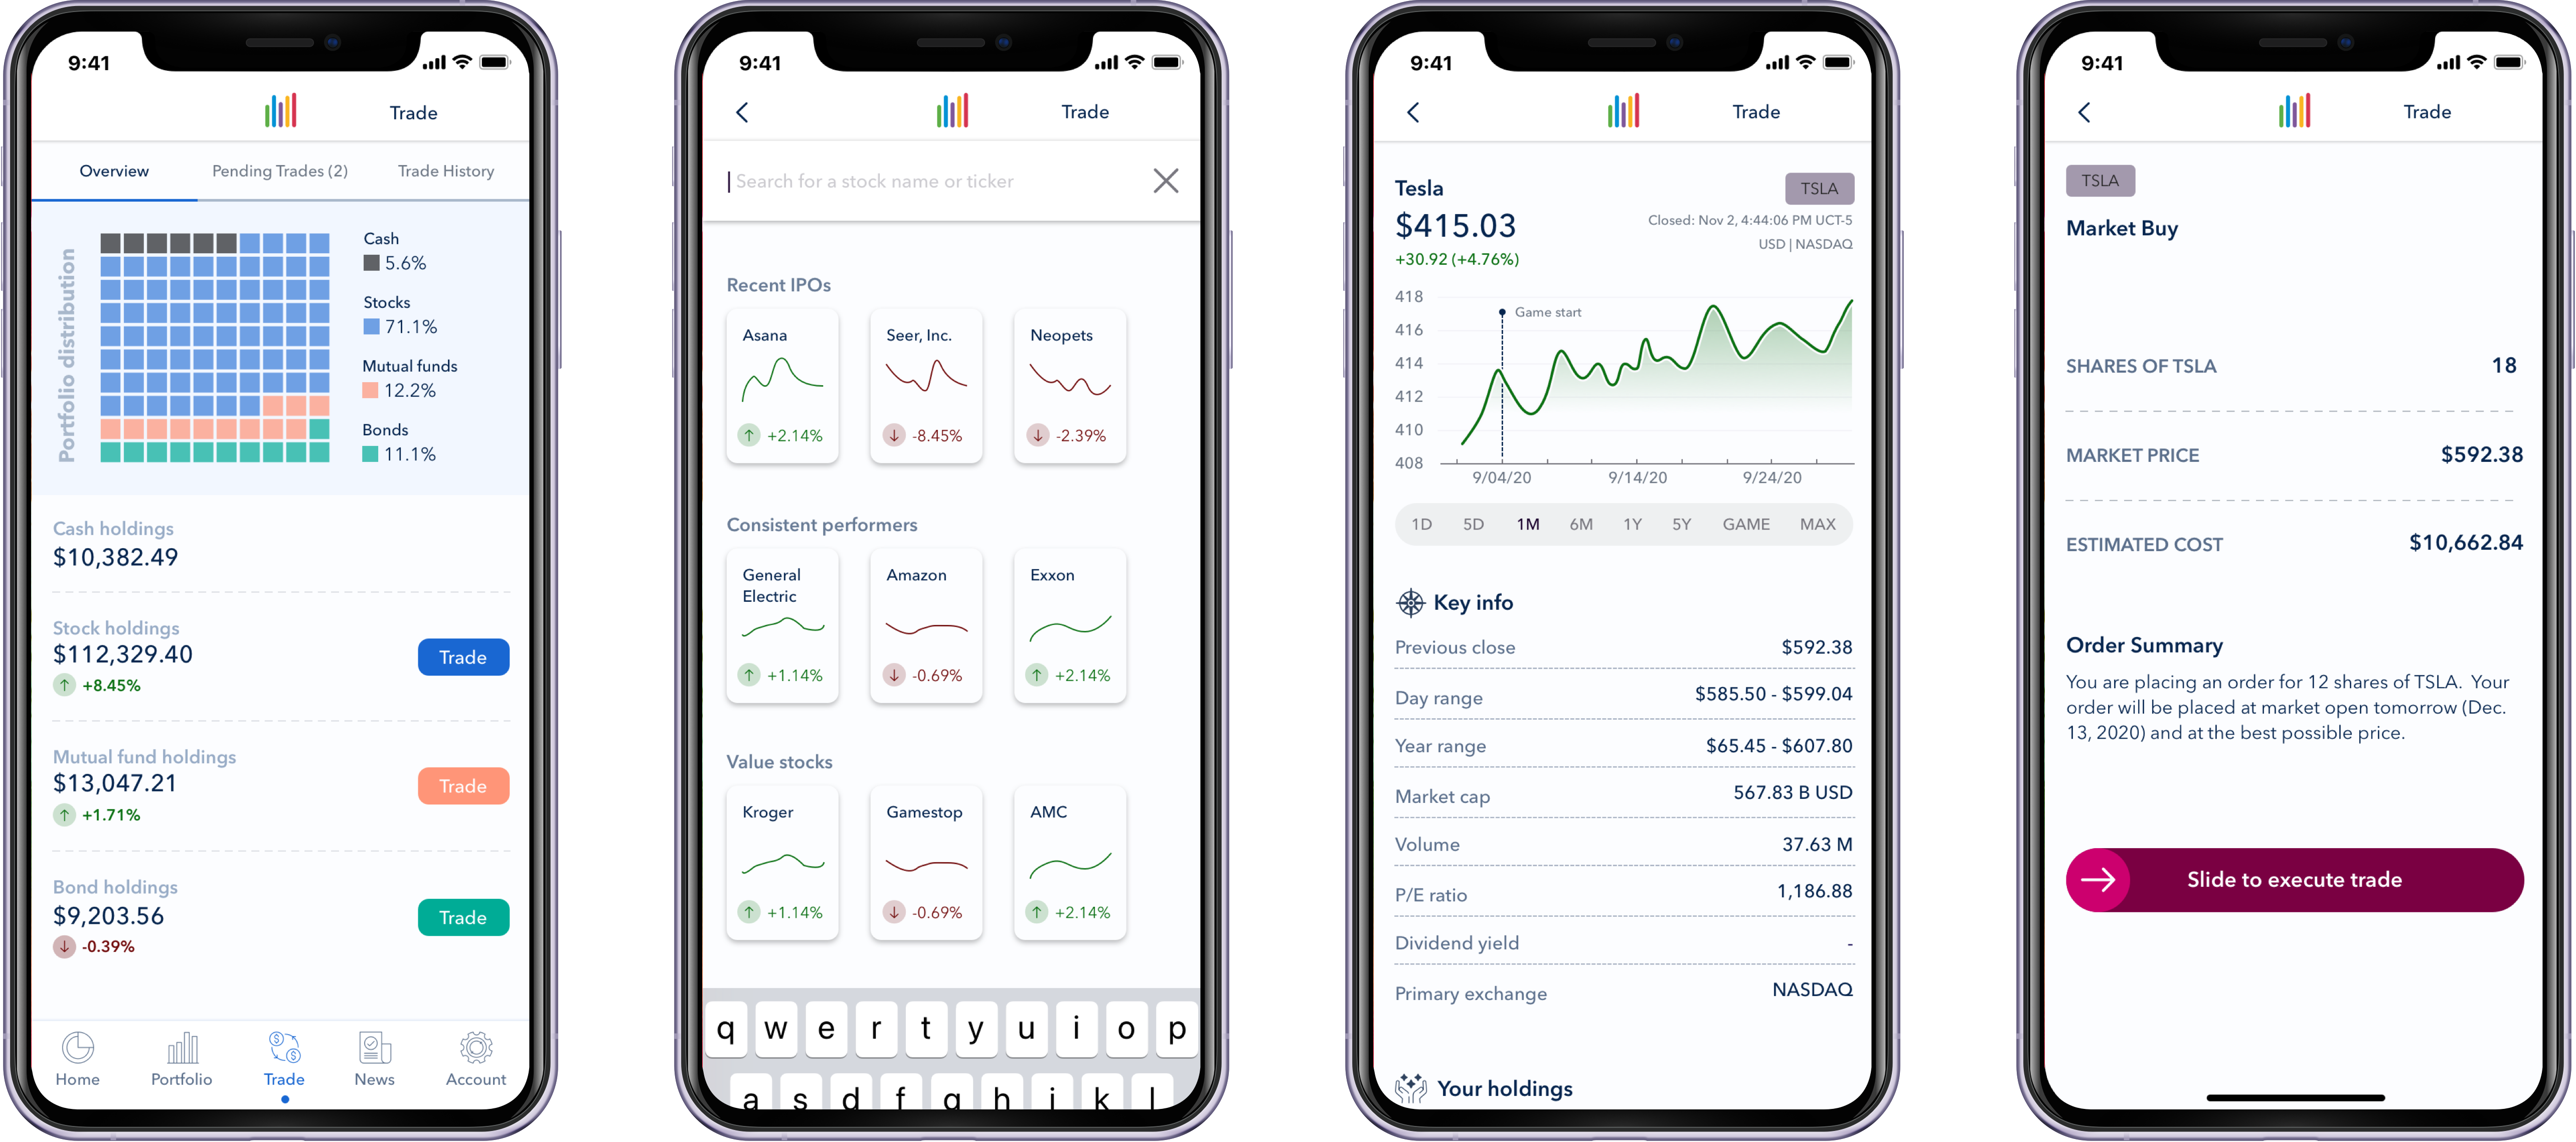 9:41
Trade
Overview Pending Trades (2) Trade History
Portfolio distribution
Cash
5.6%
Stocks
71.1%
Mutual funds
12.2%
Bonds
11.1%
Cash holdings
$10,382.49
Stock holdings
$112,329.40
+8.45%
Trade
Mutual fund holdings
$13,047.21
+1.71%
Trade
Bond holdings
$9,203.56
-0.39%
Trade
Home Portfolio Trade News Account
9:41
Trade
Search for a stock name or ticker
Recent IPOs
Asana Seer, Inc. Neopets
+2.14% -8.45% -2.39%
Consistent performers
General Amazon Exxon
Electric
+1.14% -0.69% +2.14%
Value stocks
Kroger Gamestop AMC
+1.14% -0.69% +2.14%
q w e r t y u i o p
a s d f g h j k l
9:41
Trade
Tesla TSLA
$415.03 Closed: Nov 2, 4:44:06 PM UCT-5
USD | NASDAQ
+30.92 (+4.76%)
418
Game start
416
414
412
410
408
9/04/20 9/14/20 9/24/20
1D 5D 1M 6M 1Y 5Y GAME MAX
Key info
Previous close $592.38
Day range $585.50 - $599.04
Year range $65.45 - $607.80
Market cap 567.83 B USD
Volume 37.63 M
P/E ratio 1,186.88
Dividend yield -
Primary exchange NASDAQ
Your holdings
9:41
Trade
TSLA
Market Buy
SHARES OF TSLA 18
MARKET PRICE $592.38
ESTIMATED COST $10,662.84
Order Summary
You are placing an order for 12 shares of TSLA. Your
order will be placed at market open tomorrow (Dec.
13, 2020) and at the best possible price.
Slide to execute trade